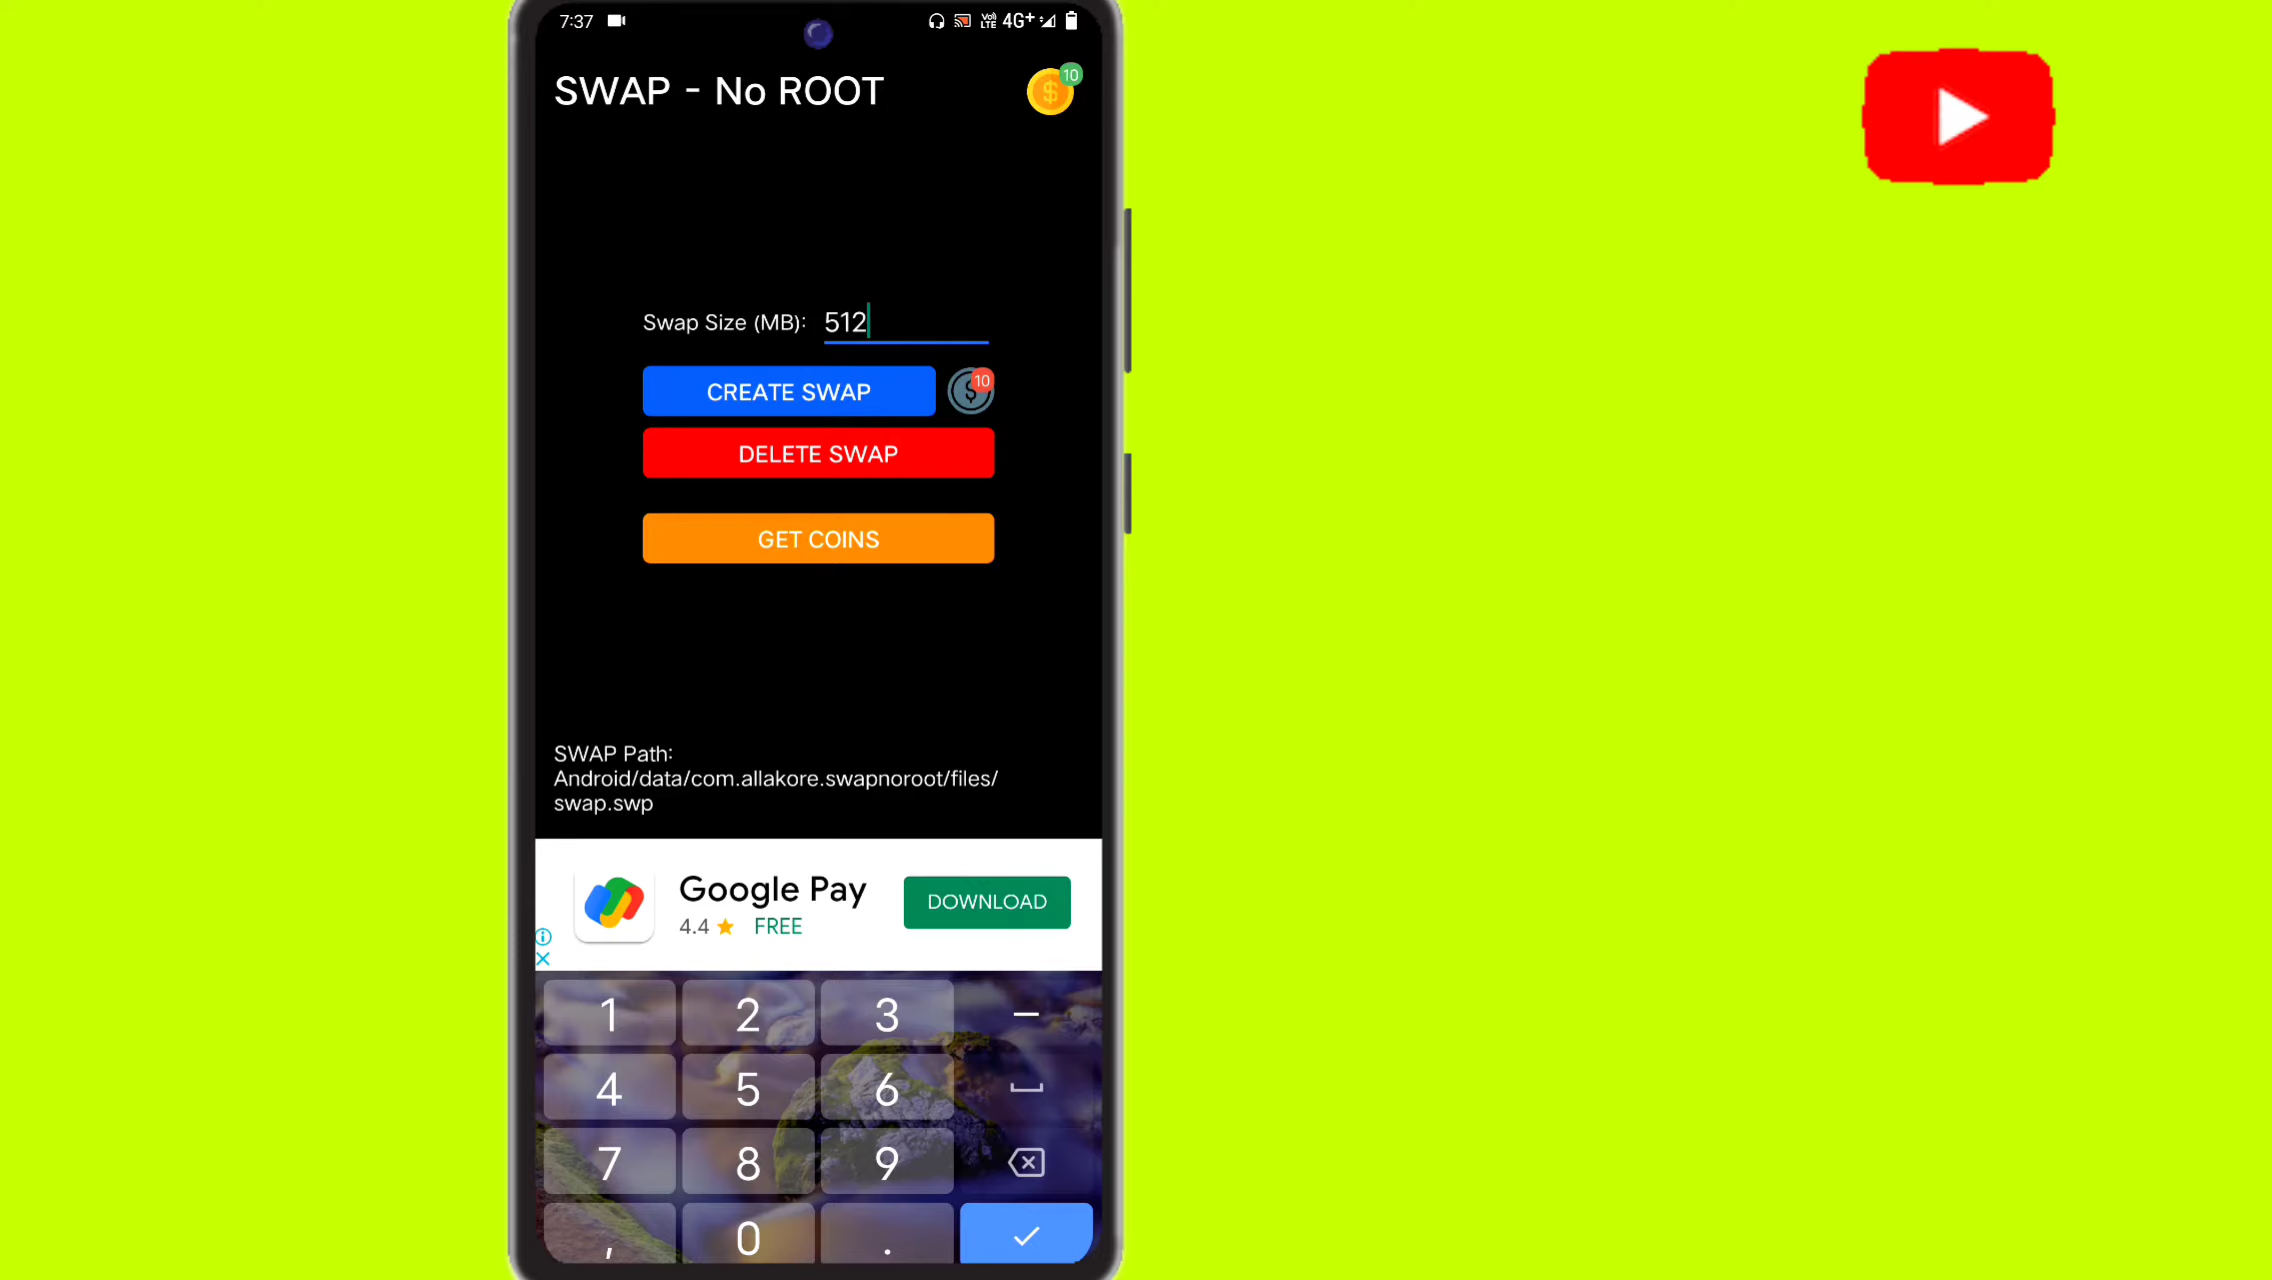 7:37
Vo) LTE 4G+
SWAP - No ROOT
10
Swap Size (MB): 512
CREATE SWAP
10
DELETE SWAP
GET COINS
SWAP Path:
Android/data/com.allakore.swapnoroot/files/
swap.swp
Google Pay
4.4 ★ FREE
DOWNLOAD
1 2 3 –
4 5 6
7 8 9
, 0 .